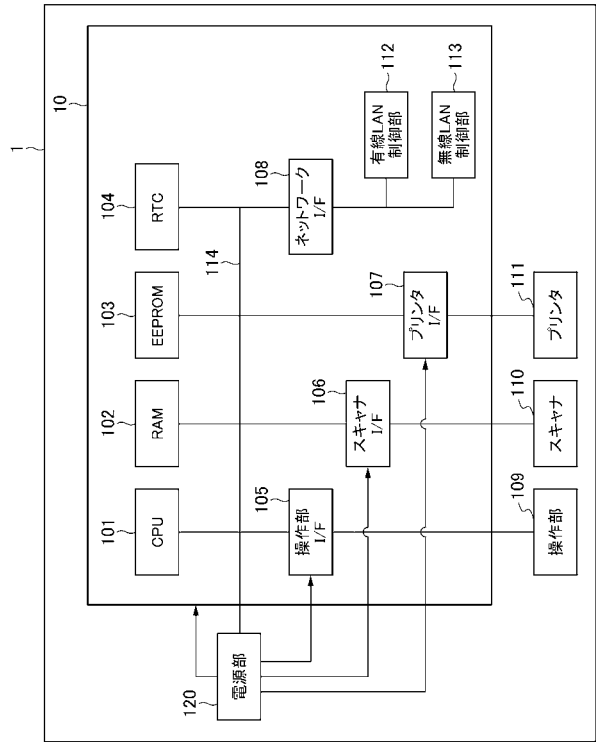 1
10
101
CPU
102
RAM
103
EEPROM
104
RTC
114
105
操作部
I/F
106
スキャナ
I/F
107
プリンタ
I/F
108
ネットワーク
I/F
112
有線LAN
制御部
113
無線LAN
制御部
120
電源部
109
操作部
110
スキャナ
111
プリンタ